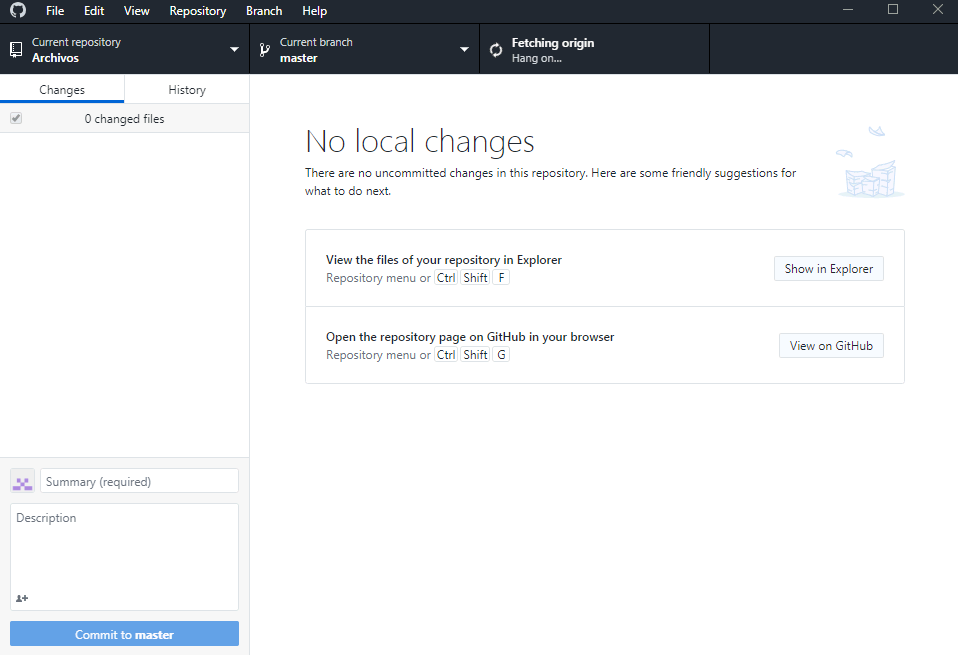 File Edit View Repository Branch Help
Current repository
Archivos
Current branch
master
Fetching origin
Hang on...
Changes History
0 changed files
No local changes
There are no uncommitted changes in this repository. Here are some friendly suggestions for
what to do next.
View the files of your repository in Explorer
Repository menu or Ctrl Shift F
Show in Explorer
Open the repository page on GitHub in your browser
Repository menu or Ctrl Shift G
View on GitHub
Summary (required)
Description
Commit to master